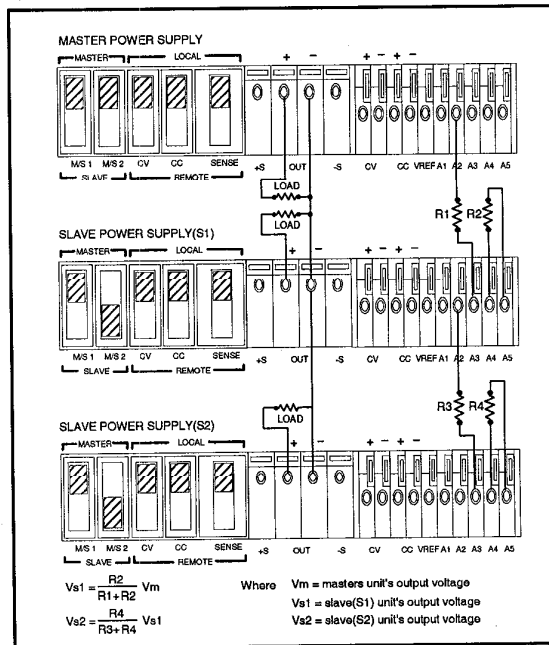 MASTER POWER SUPPLY
MASTER LOCAL
+ - + - + -
M/S 1 M/S 2 CV CC SENSE
SLAVE REMOTE
+S OUT -S CV CC VREF A1 A2 A3 A4 A5
LOAD
LOAD
R1 R2
SLAVE POWER SUPPLY(S1)
MASTER LOCAL
+ - + - + -
M/S 1 M/S 2 CV CC SENSE
SLAVE REMOTE
+S OUT -S CV CC VREF A1 A2 A3 A4 A5
LOAD
R3 R4
SLAVE POWER SUPPLY(S2)
MASTER LOCAL
+ - + - + -
M/S 1 M/S 2 CV CC SENSE
SLAVE REMOTE
+S OUT -S CV CC VREF A1 A2 A3 A4 A5
Vs1 = R2 / R1+R2 Vm
Where Vm = masters unit's output voltage
Vs1 = slave(S1) unit's output voltage
Vs2 = R4 / R3+R4 Vs1
Vs2 = slave(S2) unit's output voltage